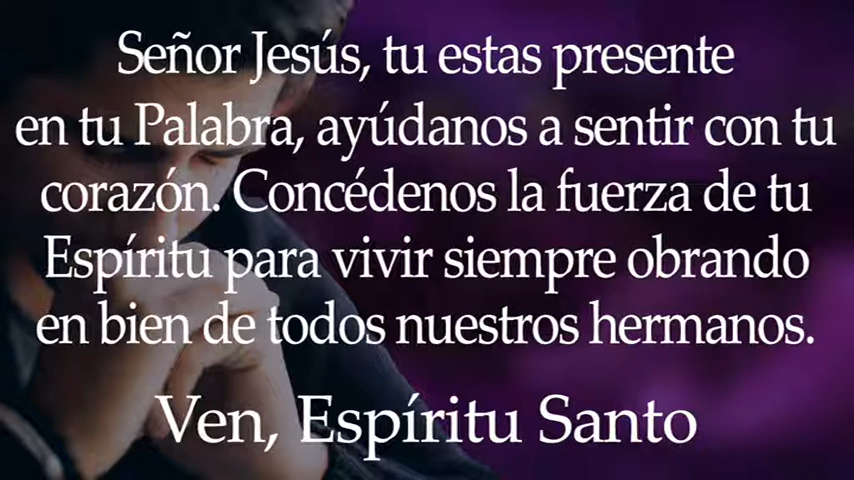 Señor Jesús, tu estas presente
en tu Palabra, ayúdanos a sentir con tu
corazón. Concédenos la fuerza de tu
Espíritu para vivir siempre obrando
en bien de todos nuestros hermanos.
Ven, Espíritu Santo